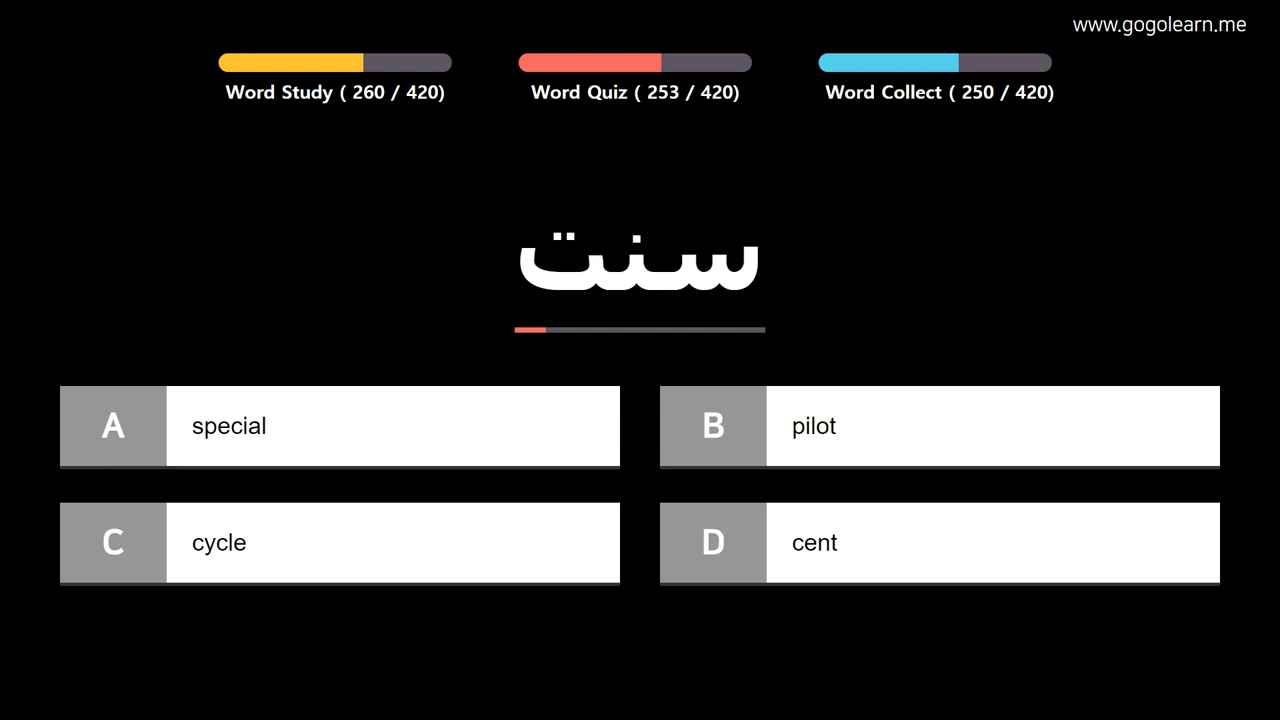 www.gogolearn.me
Word Study ( 260 / 420)
Word Quiz ( 253 / 420)
Word Collect ( 250 / 420)
سنت
A special
B pilot
C cycle
D cent